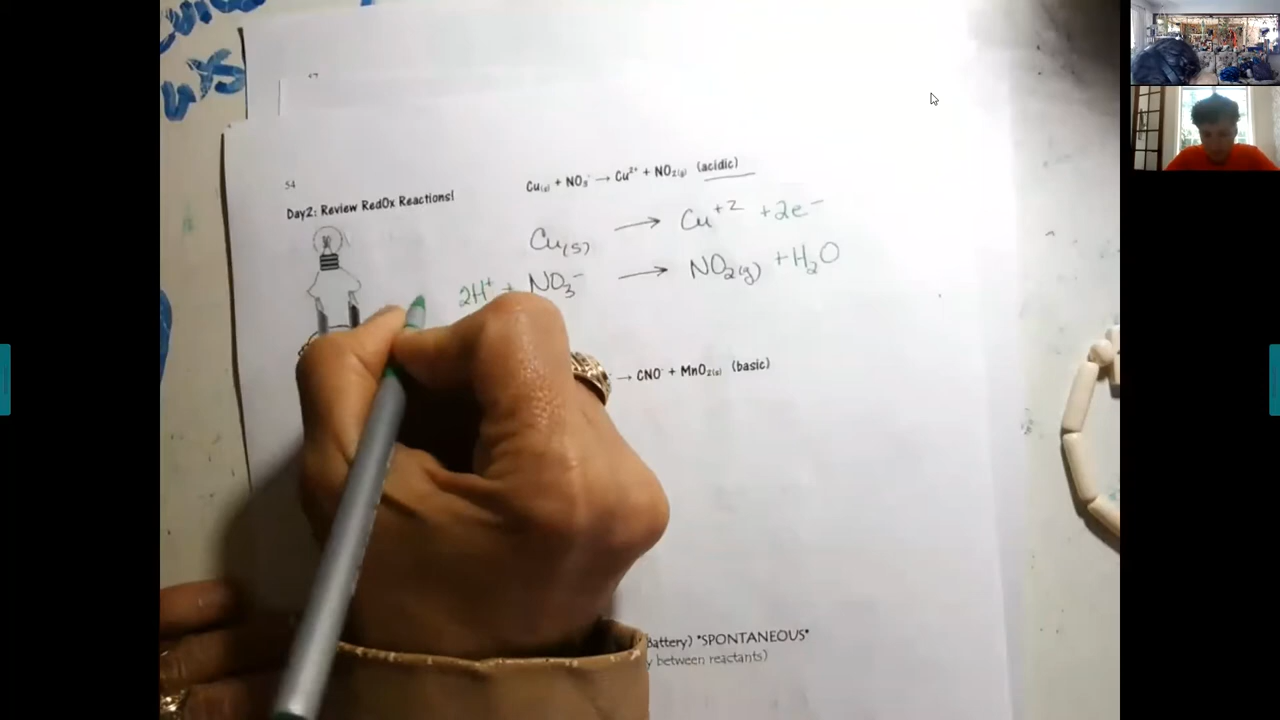 54
Day2: Review RedOx Reactions!
Cu(s) + NO₃⁻ → Cu²⁺ + NO₂(g) (acidic)
Cu(s) → Cu⁺² + 2e⁻
2H⁺ + NO₃⁻ → NO₂(g) + H₂O
→ CNO⁻ + MnO₂(s) (basic)
Battery) *SPONTANEOUS*
y between reactants)